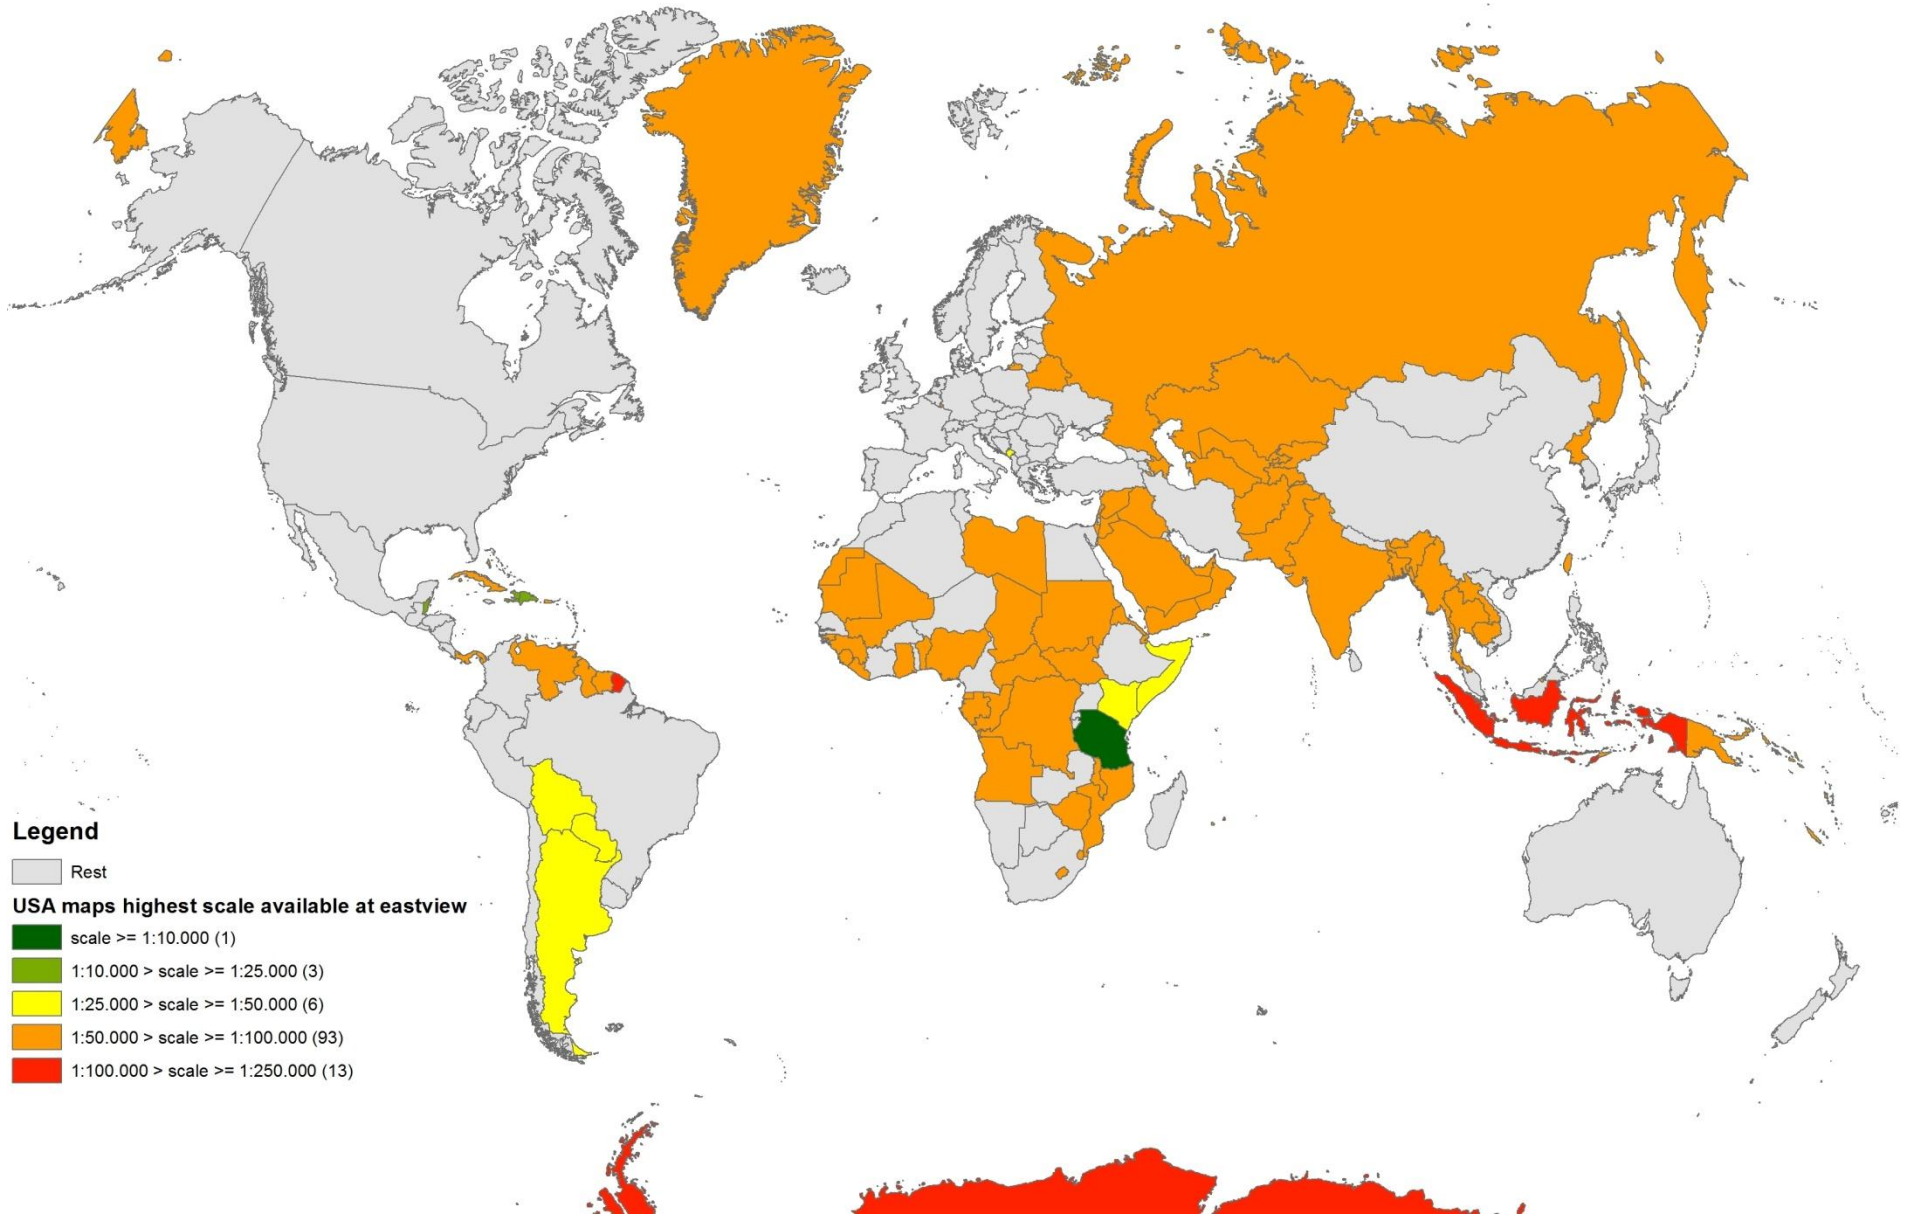 Legend
Rest
USA maps highest scale available at eastview
scale >= 1:10.000 (1)
1:10.000 > scale >= 1:25.000 (3)
1:25.000 > scale >= 1:50.000 (6)
1:50.000 > scale >= 1:100.000 (93)
1:100.000 > scale >= 1:250.000 (13)